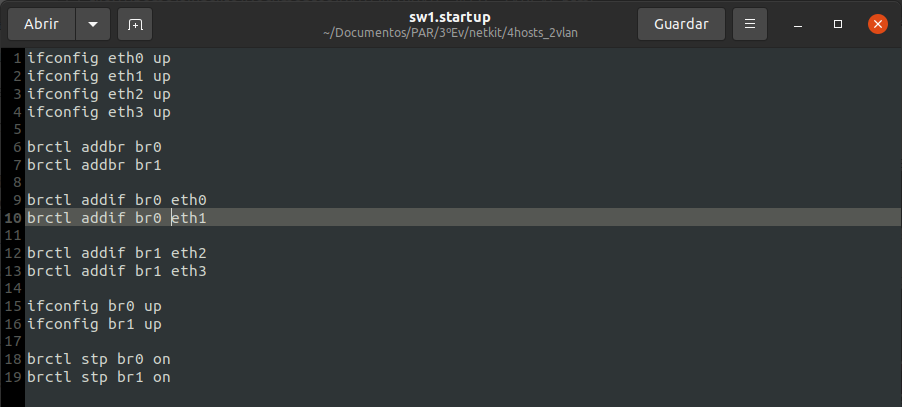 Abrir
sw1.startup
~/Documentos/PAR/3ºEv/netkit/4hosts_2vlan
Guardar
1 ifconfig eth0 up
2 ifconfig eth1 up
3 ifconfig eth2 up
4 ifconfig eth3 up
5
6 brctl addbr br0
7 brctl addbr br1
8
9 brctl addif br0 eth0
10 brctl addif br0 eth1
11
12 brctl addif br1 eth2
13 brctl addif br1 eth3
14
15 ifconfig br0 up
16 ifconfig br1 up
17
18 brctl stp br0 on
19 brctl stp br1 on